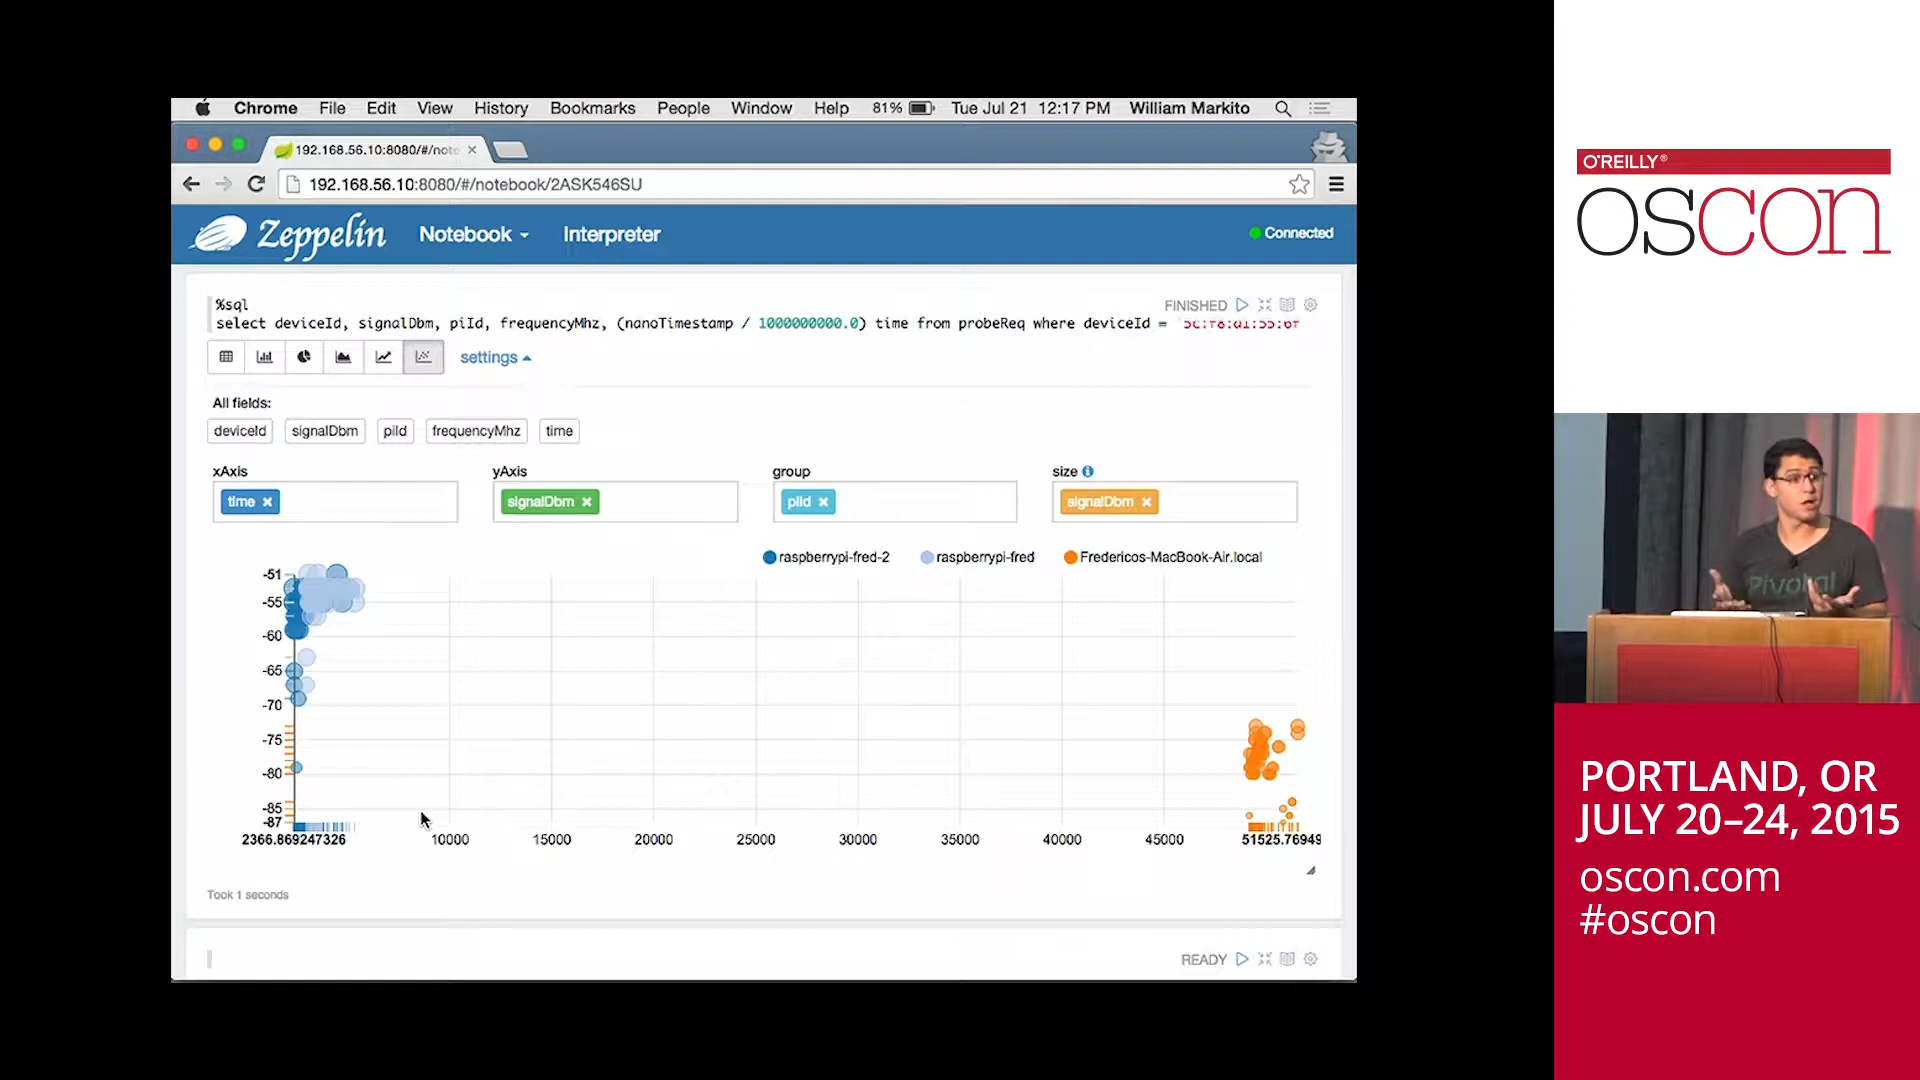 Chrome File Edit View History Bookmarks People Window Help 81% Tue Jul 21 12:17 PM William Markito
192.168.56.10:8080/#/note
192.168.56.10:8080/#/notebook/2ASK546SU
Zeppelin Notebook Interpreter Connected
%sql
FINISHED
select deviceId, signalDbm, piId, frequencyMhz, (nanoTimestamp / 1000000000.0) time from probeReq where deviceId =
settings
All fields:
deviceId signalDbm piId frequencyMhz time
xAxis yAxis group size
time signalDbm piId signalDbm
raspberrypi-fred-2 raspberrypi-fred Fredericos-MacBook-Air.local
-51
-55
-60
-65
-70
-75
-80
-85
-87
2366.869247326 10000 15000 20000 25000 30000 35000 40000 45000 51525.76949
Took 1 seconds
READY
O'REILLY®
OSCON
Pivotal
PORTLAND, OR
JULY 20–24, 2015
oscon.com
#oscon